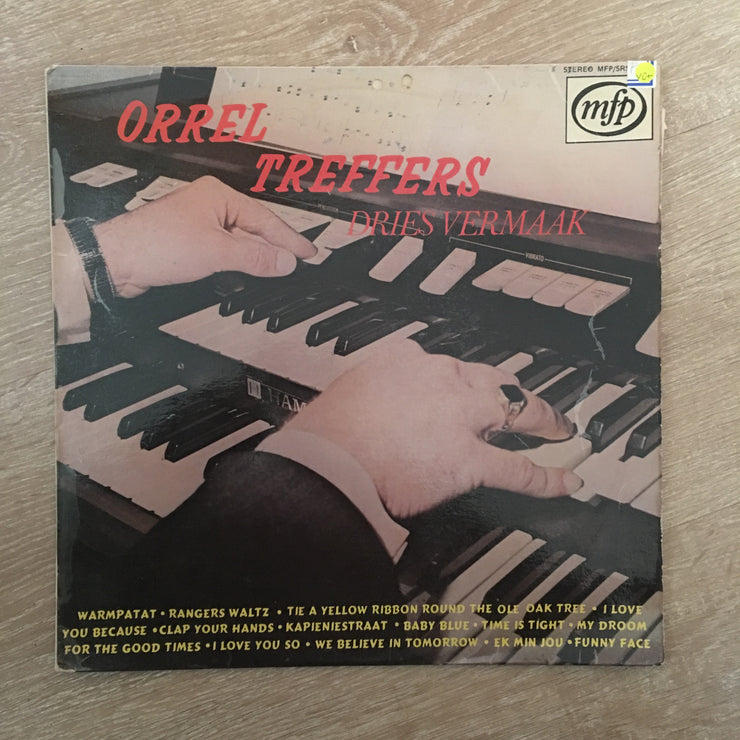 STEREO MFP/SRS
mfp
ORREL
TREFFERS
DRIES VERMAAK
VIBRATO
HAM
WARMPATAT • RANGERS WALTZ • TIE A YELLOW RIBBON ROUND THE OLE OAK TREE • I LOVE
YOU BECAUSE • CLAP YOUR HANDS • KAPIENIESTRAAT • BABY BLUE • TIME IS TIGHT • MY DROOM
FOR THE GOOD TIMES • I LOVE YOU SO • WE BELIEVE IN TOMORROW • EK MIN JOU • FUNNY FACE